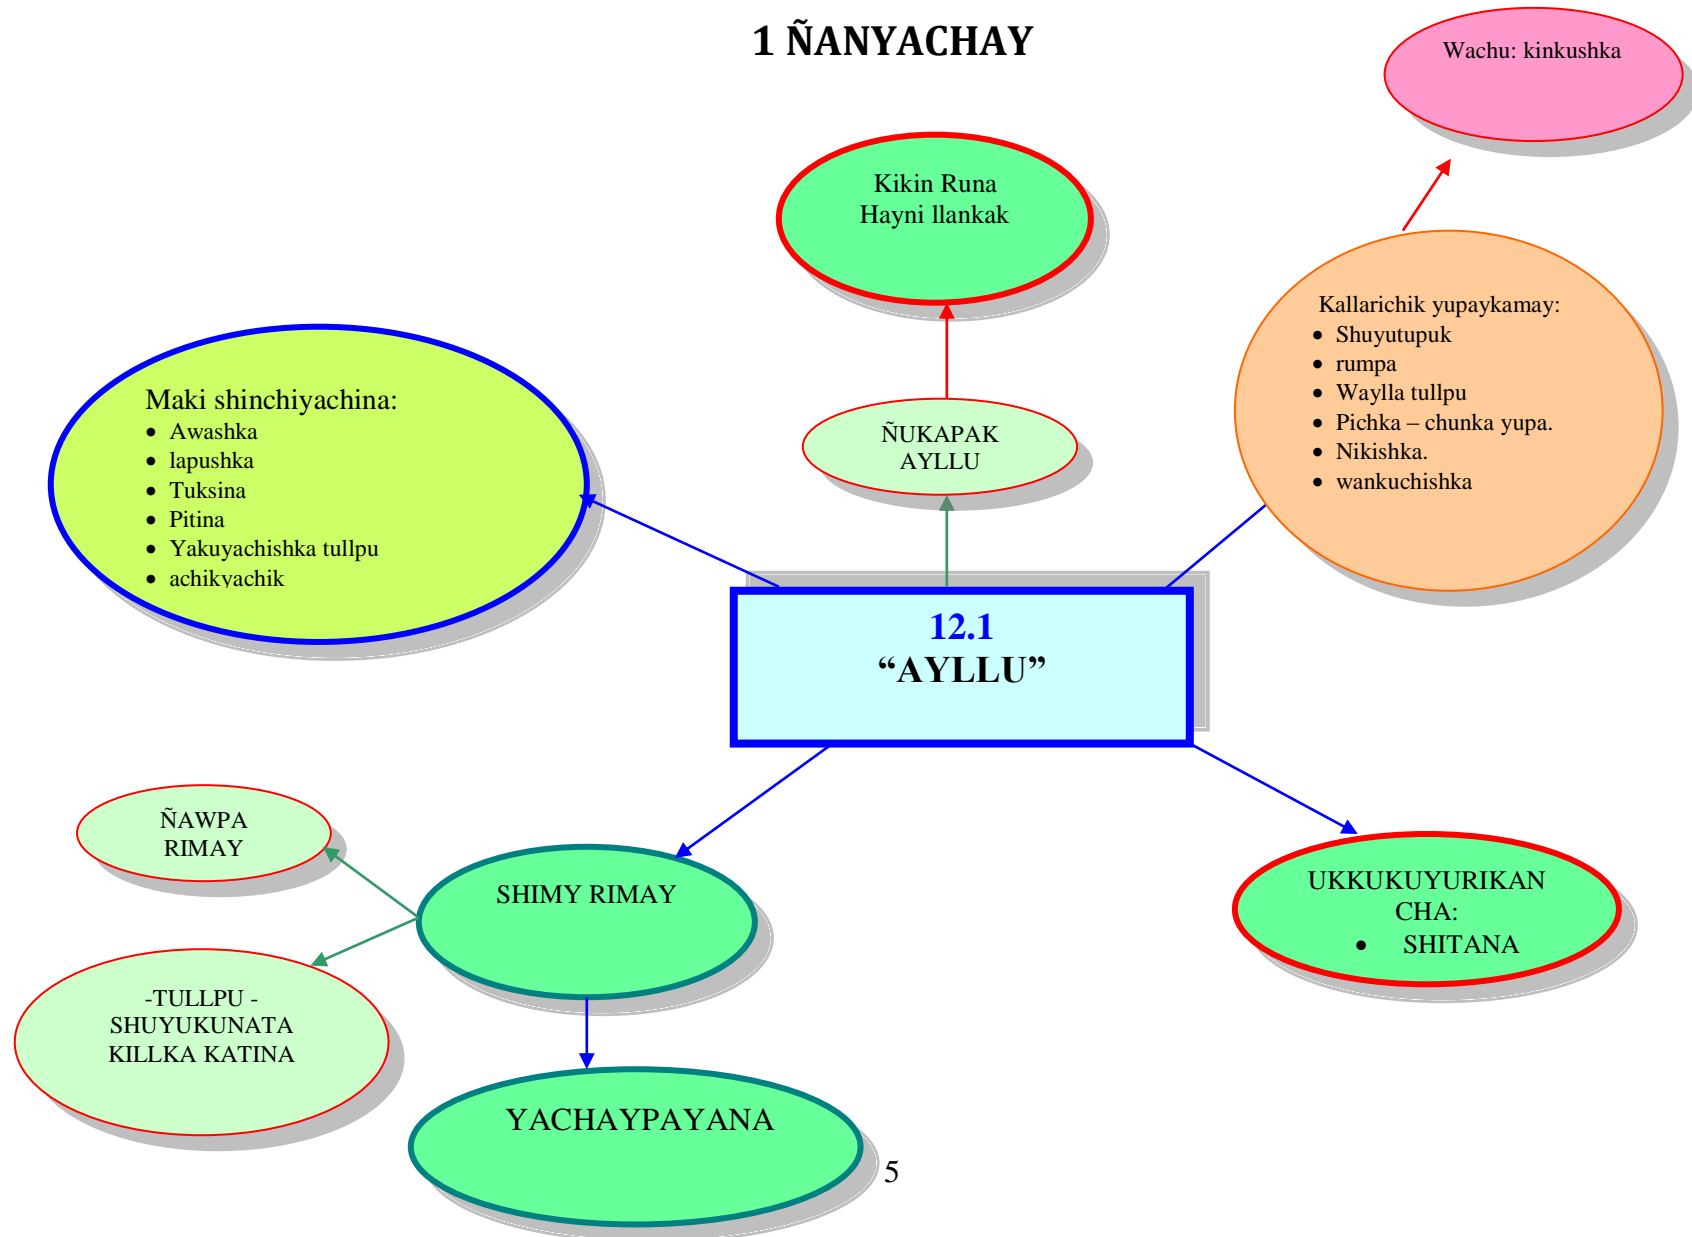 1 ÑANYACHAY
Wachu: kinkushka
Kikin Runa
Hayni llankak
Kallarichik yupaykamay:
• Shuyutupuk
• rumpa
• Waylla tullpu
• Pichka – chunka yupa.
• Nikishka.
• wankuchishka
Maki shinchiyachina:
• Awashka
• lapushka
• Tuksina
• Pitina
• Yakuyachishka tullpu
• achikyachik
ÑUKAPAK
AYLLU
12.1
“AYLLU”
ÑAWPA
RIMAY
SHIMY RIMAY
UKKUKUYURIKAN
CHA:
• SHITANA
-TULLPU -
SHUYUKUNATA
KILLKA KATINA
YACHAYPAYANA
5